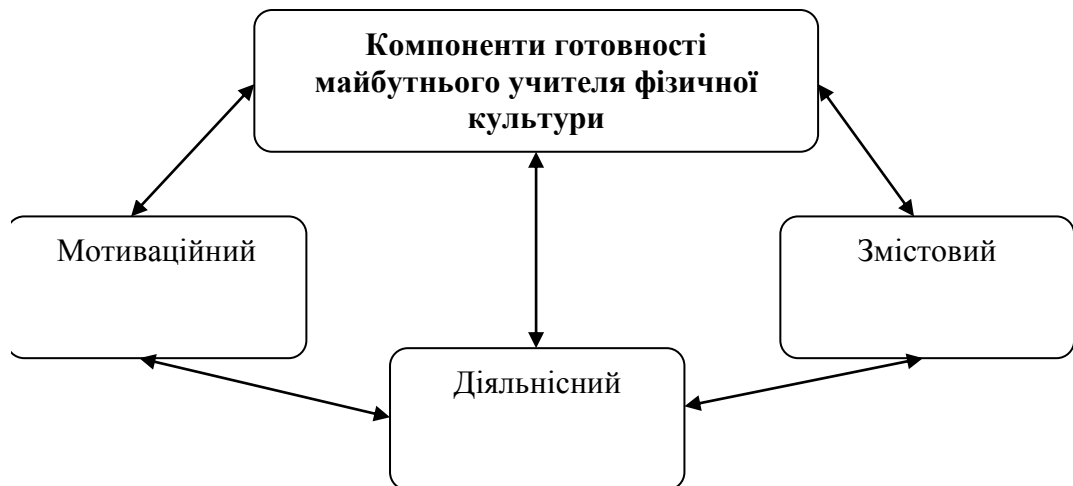 Компоненти готовності
майбутнього учителя фізичної
культури
Мотиваційний
Змістовий
Діяльнісний